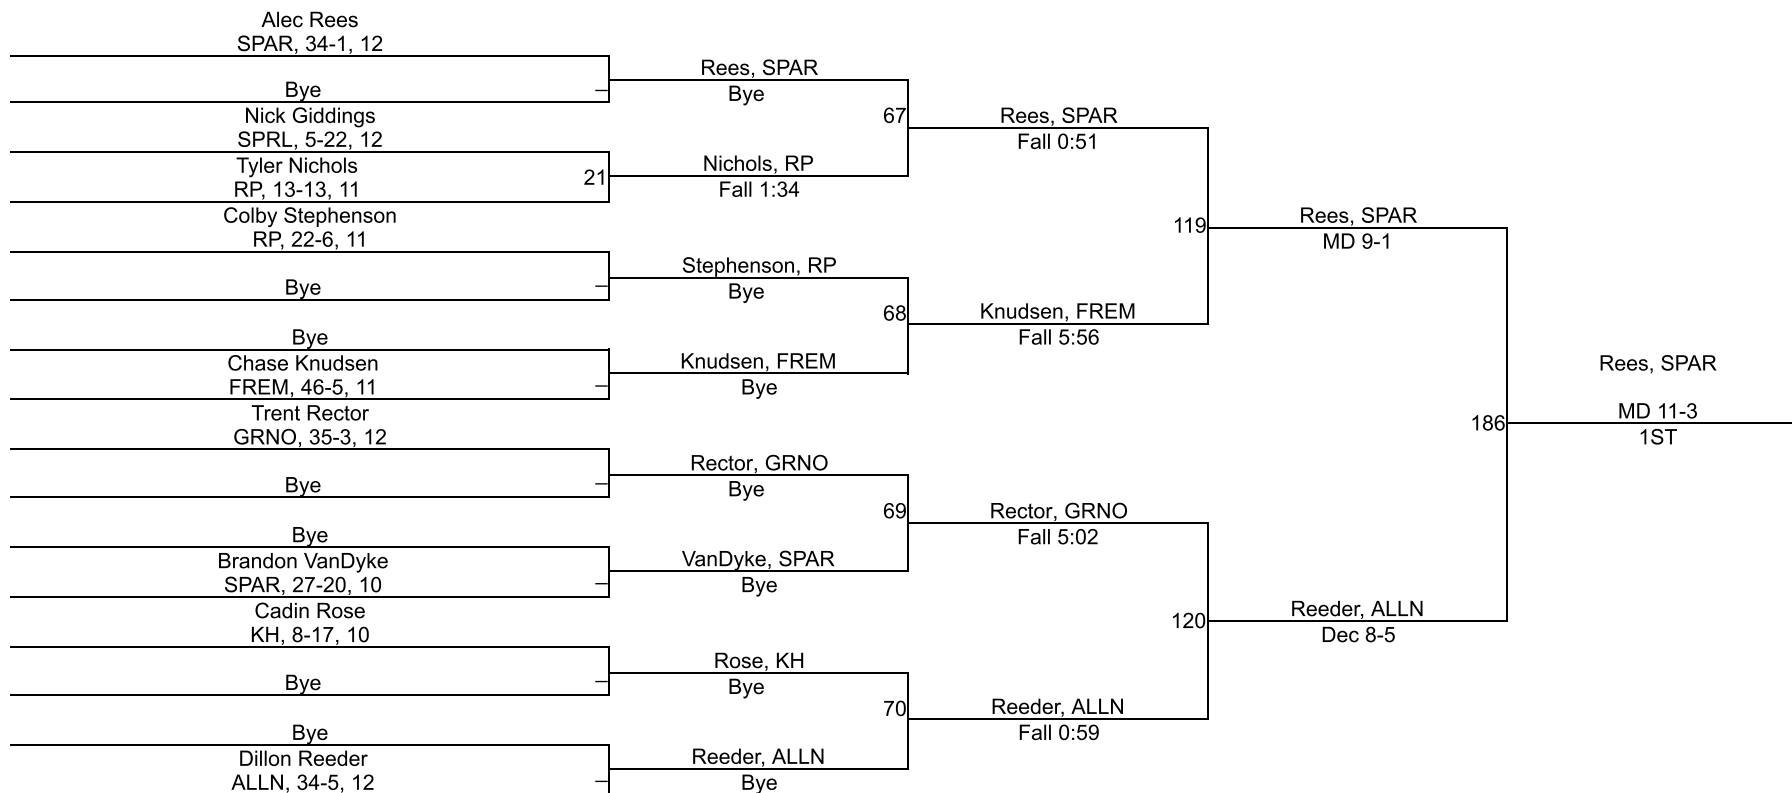 Alec Rees
SPAR, 34-1, 12
Bye
Nick Giddings
SPRL, 5-22, 12
Tyler Nichols
RP, 13-13, 11
21
Colby Stephenson
RP, 22-6, 11
Bye
Bye
Chase Knudsen
FREM, 46-5, 11
Trent Rector
GRNO, 35-3, 12
Bye
Bye
Brandon VanDyke
SPAR, 27-20, 10
Cadin Rose
KH, 8-17, 10
Bye
Bye
Dillon Reeder
ALLN, 34-5, 12
Rees, SPAR
Bye
67
Nichols, RP
Fall 1:34
Stephenson, RP
Bye
68
Knudsen, FREM
Bye
Rector, GRNO
Bye
69
VanDyke, SPAR
Bye
Rose, KH
Bye
70
Reeder, ALLN
Bye
Rees, SPAR
Fall 0:51
119
Knudsen, FREM
Fall 5:56
Rector, GRNO
Fall 5:02
120
Reeder, ALLN
Fall 0:59
Rees, SPAR
MD 9-1
186
Reeder, ALLN
Dec 8-5
Rees, SPAR
MD 11-3
1ST